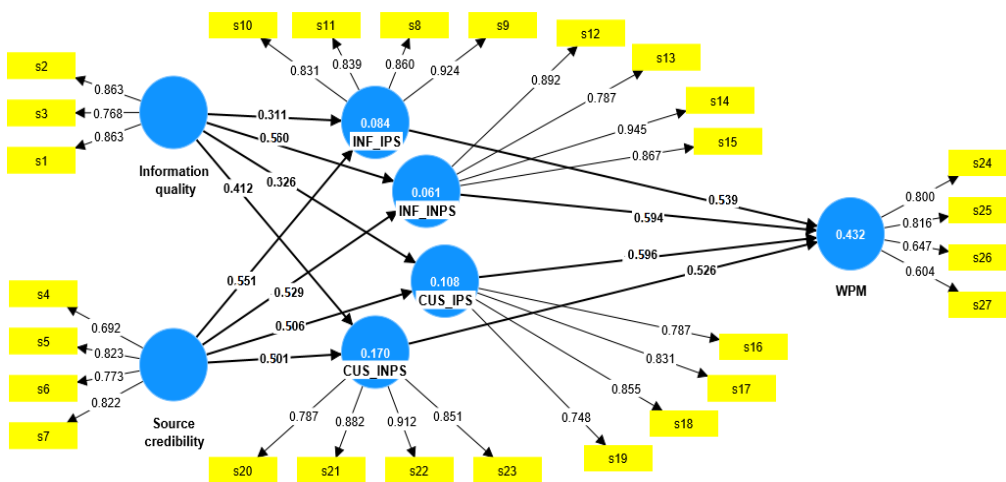 s10
s11
s8
s9
s12
s13
s14
s15
s2
s3
s1
0.863
0.768
0.863
0.831
0.839
0.860
0.924
0.892
0.787
0.945
0.867
Information
quality
0.311
0.560
0.326
0.412
0.084
INF_IPS
0.061
INF_INPS
0.539
0.594
0.596
0.526
s24
s25
s26
s27
0.800
0.816
0.647
0.604
0.432
WPM
0.551
0.529
0.506
0.501
0.108
CUS_IPS
0.170
CUS_INPS
s4
s5
s6
s7
0.692
0.823
0.773
0.822
Source
credibility
0.787
0.882
0.912
0.851
s20
s21
s22
s23
0.787
0.831
0.855
0.748
s16
s17
s18
s19